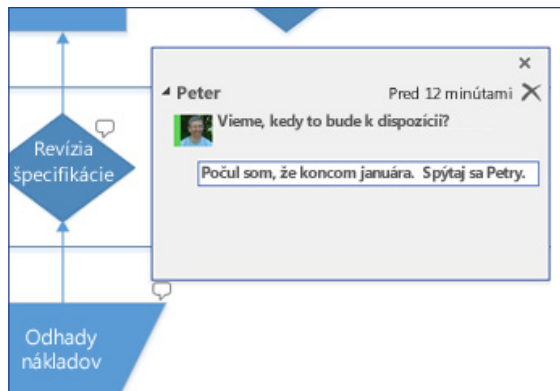 Peter
Pred 12 minútami
Vieme, kedy to bude k dispozícii?
Počul som, že koncom januára. Spýtaj sa Petry.
Revízia
špecifikácie
Odhady
nákladov